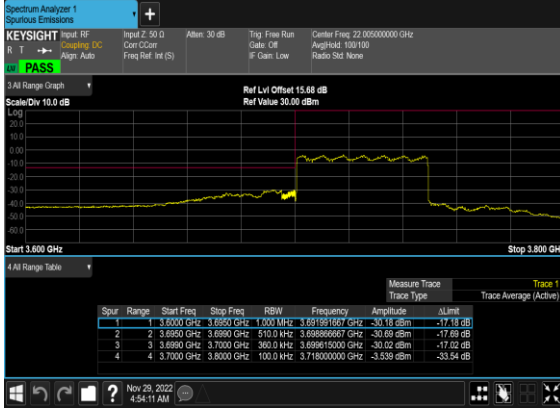 Spectrum Analyzer 1
Spurious Emissions
KEYSIGHT Input: RF Input Z: 50 Ω Atten: 30 dB Trig: Free Run Center Freq: 22.005000000 GHz
R T Coupling: DC Corr CCorr Gate: Off Avg|Hold: 100/100
Align: Auto Freq Ref: Int (S) IF Gain: Low Radio Std: None
PASS
3 All Range Graph
Ref Lvl Offset 15.68 dB
Scale/Div 10.0 dB Ref Value 30.00 dBm
Log
20.0
10.0
0.00
-10.0
-20.0
-30.0
-40.0
-50.0
-60.0
Start 3.600 GHz Stop 3.800 GH
4 All Range Table
Measure Trace Trace 1
Trace Type Trace Average (Active)
Spur Range Start Freq Stop Freq RBW Frequency Amplitude ΔLimit
1 1 3.6000 GHz 3.6950 GHz 1.000 MHz 3.691991667 GHz -30.18 dBm -17.18 dB
2 2 3.6950 GHz 3.6990 GHz 510.0 kHz 3.698866667 GHz -30.69 dBm -17.69 dB
3 3 3.6990 GHz 3.7000 GHz 360.0 kHz 3.699615000 GHz -30.02 dBm -17.02 dB
4 4 3.7000 GHz 3.8000 GHz 100.0 kHz 3.718000000 GHz -3.539 dBm -33.54 dB
? Nov 29, 2022
4:54:11 AM